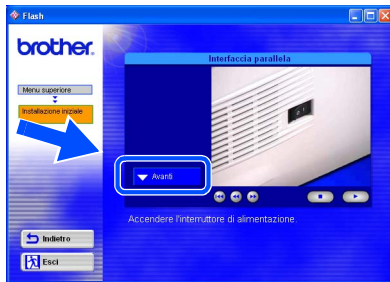 Flash
brother.
Interfaccia parallela
Menu superiore
Installazione iniziale
Avanti
Accendere l'interruttore di alimentazione.
Indietro
Esci